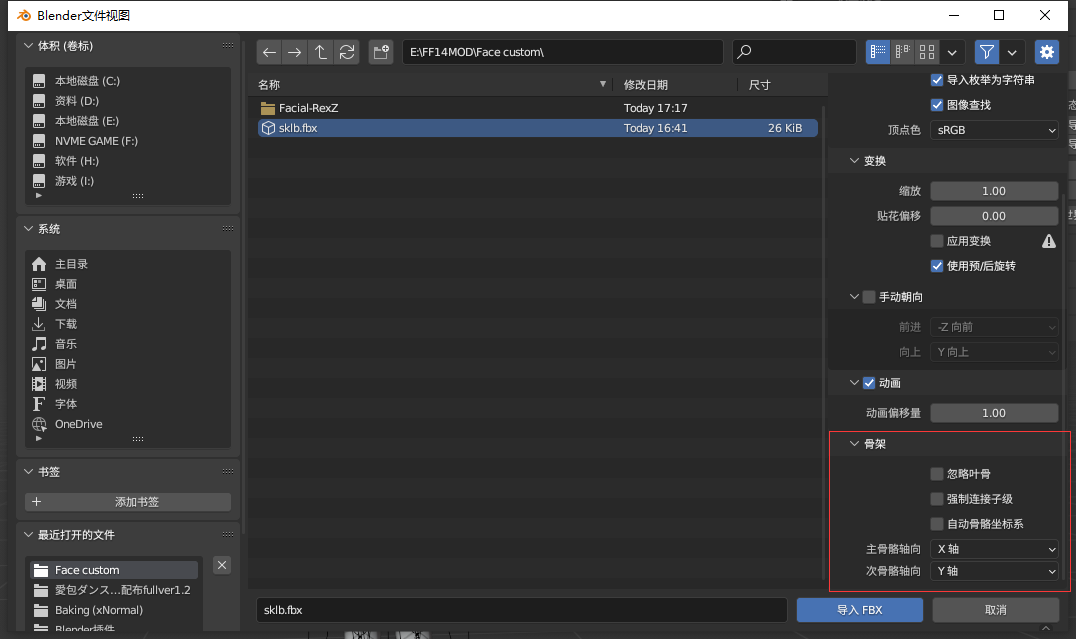 Blender文件视图
体积 (卷标)
本地磁盘 (C:)
资料 (D:)
本地磁盘 (E:)
NVME GAME (F:)
软件 (H:)
游戏 (I:)
系统
主目录
桌面
文档
下载
音乐
图片
视频
字体
OneDrive
书签
添加书签
最近打开的文件
Face custom
愛包ダンス...配布fullver1.2
Baking (xNormal)
Blender插件
E:\FF14MOD\Face custom\
名称
修改日期
尺寸
Facial-RexZ
Today 17:17
sklb.fbx
Today 16:41
26 KiB
导入枚举为字符串
图像查找
顶点色
sRGB
变换
缩放
1.00
贴花偏移
0.00
应用变换
使用预/后旋转
手动朝向
前进
-Z 向前
向上
Y 向上
动画
动画偏移量
1.00
骨架
忽略叶骨
强制连接子级
自动骨骼坐标系
主骨骼轴向
X 轴
次骨骼轴向
Y 轴
sklb.fbx
导入 FBX
取消